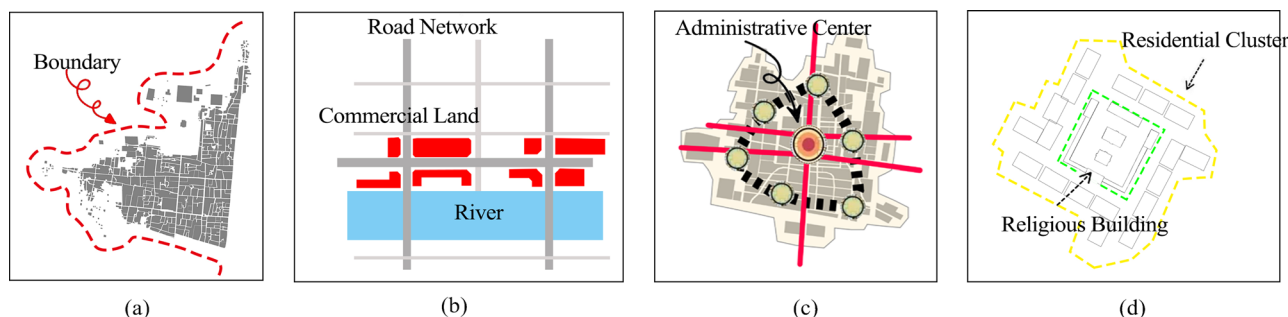 Boundary
(a)
Road Network
Commercial Land
River
(b)
Administrative Center
(c)
Residential Cluster
Religious Building
(d)